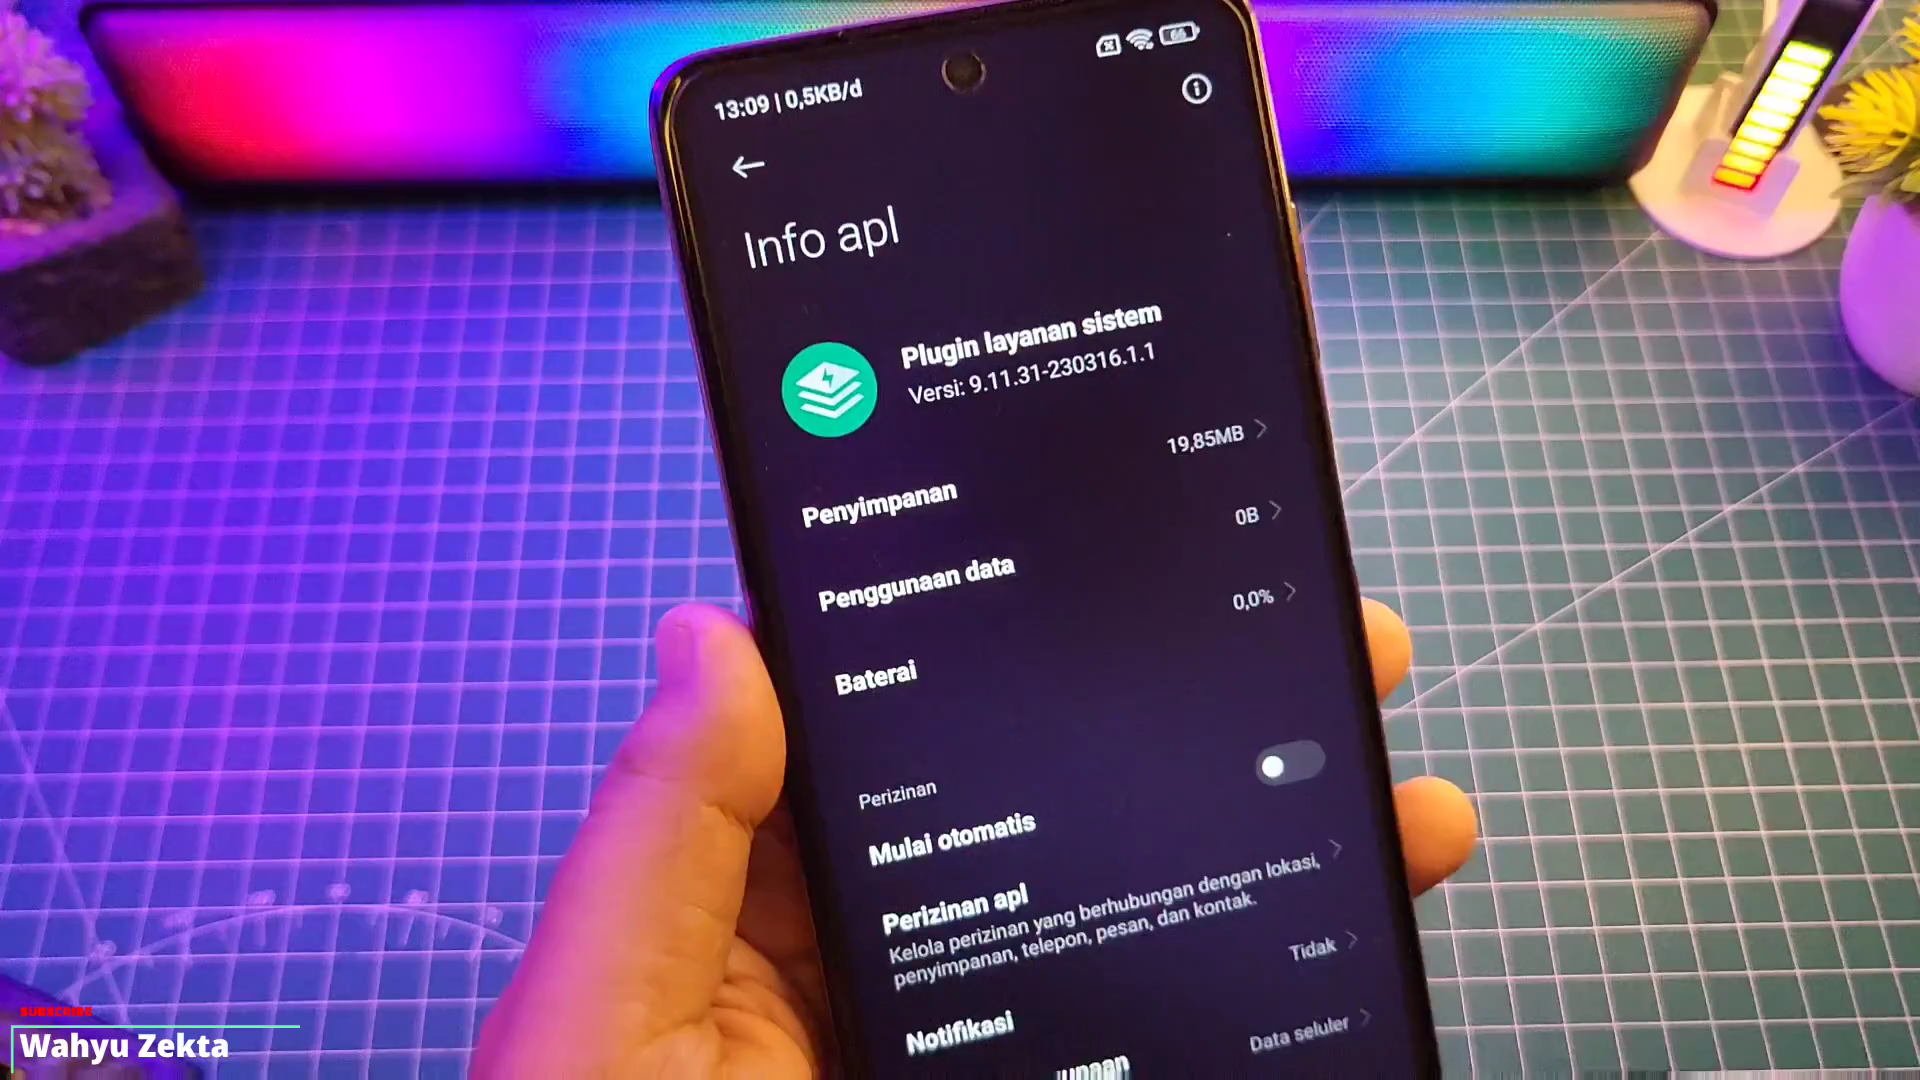 13:09 | 0,5KB/d
66
Info apl
Plugin layanan sistem
Versi: 9.11.31-230316.1.1
19,85MB
Penyimpanan
0B
Penggunaan data
0,0%
Baterai
Perizinan
Mulai otomatis
Perizinan apl
Kelola perizinan yang berhubungan dengan lokasi,
penyimpanan, telepon, pesan, dan kontak.
Tidak
Notifikasi
Data seluler
SUBSCRIBE
Wahyu Zekta